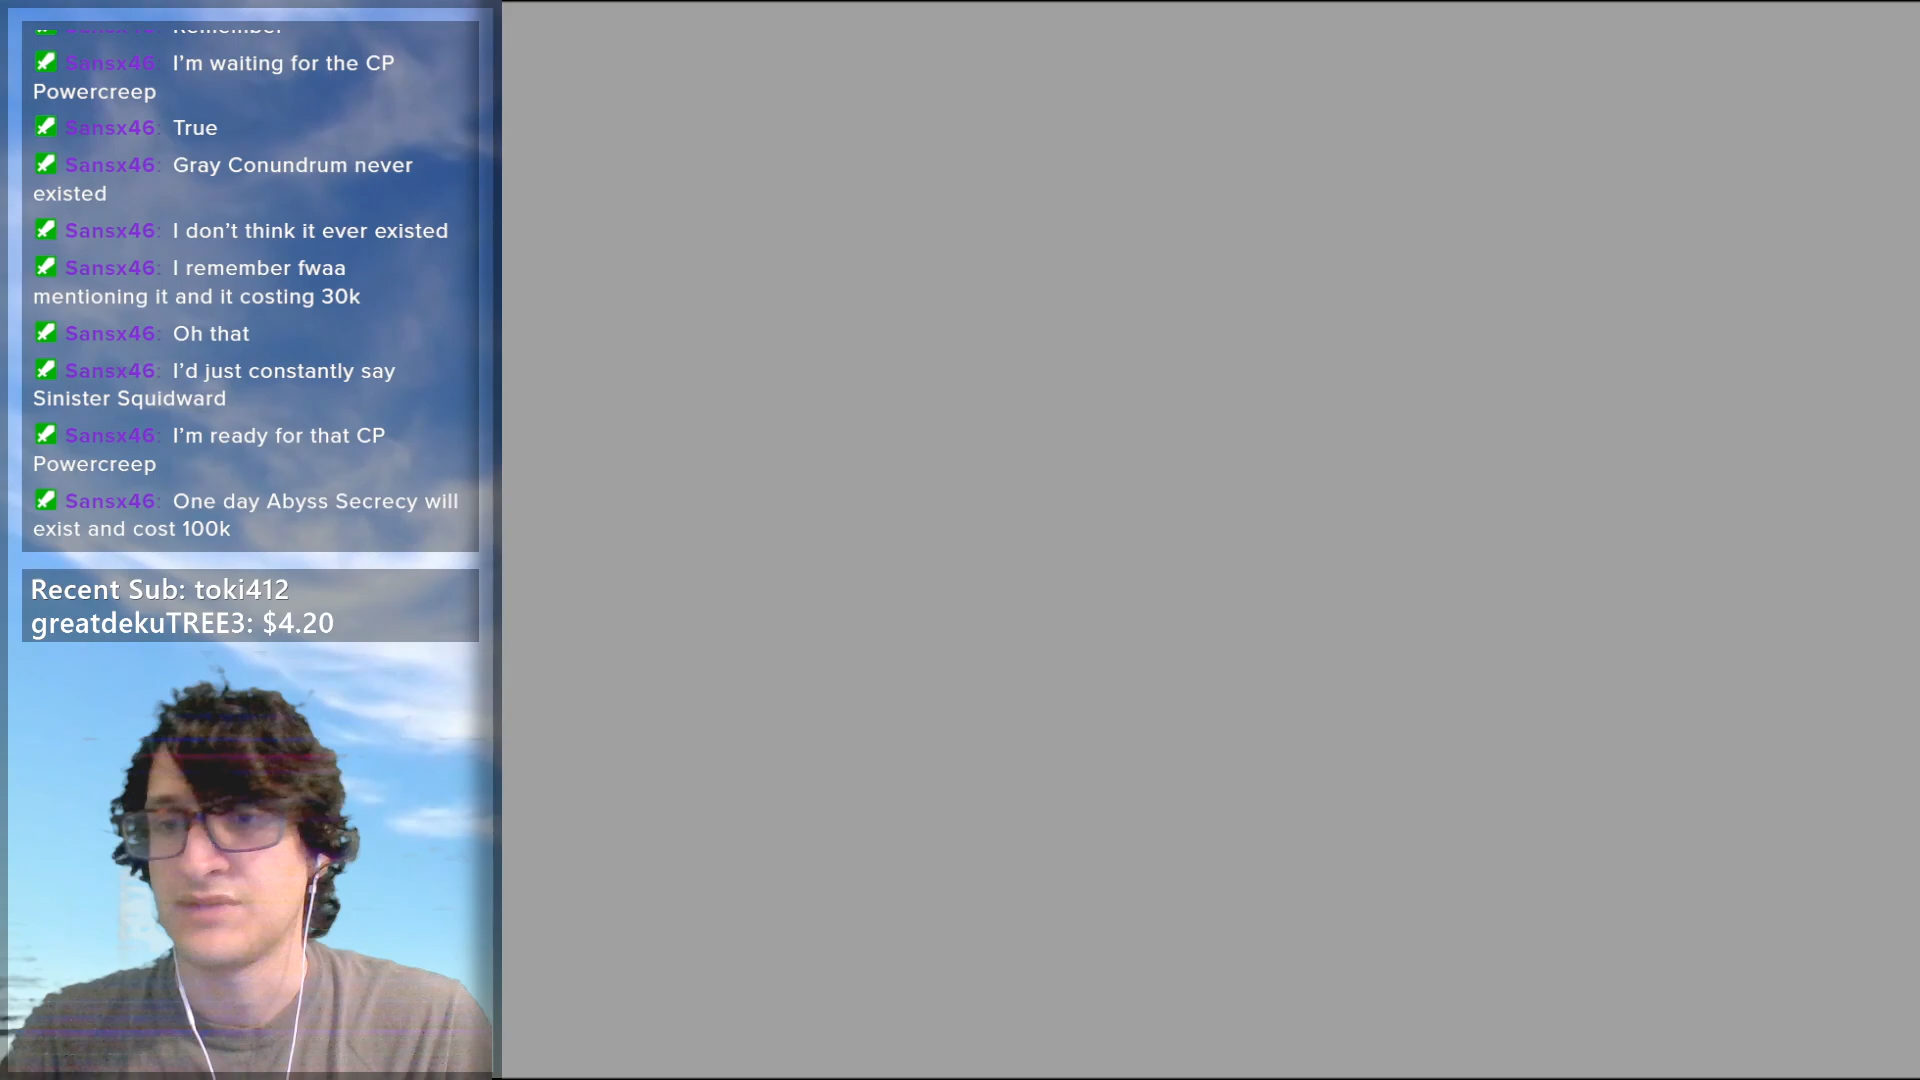 Sansx46: Remember
Sansx46: I'm waiting for the CP
Powercreep
Sansx46: True
Sansx46: Gray Conundrum never
existed
Sansx46: I don't think it ever existed
Sansx46: I remember fwaa
mentioning it and it costing 30k
Sansx46: Oh that
Sansx46: I'd just constantly say
Sinister Squidward
Sansx46: I'm ready for that CP
Powercreep
Sansx46: One day Abyss Secrecy will
exist and cost 100k
Recent Sub: toki412
greatdekuTREE3: $4.20